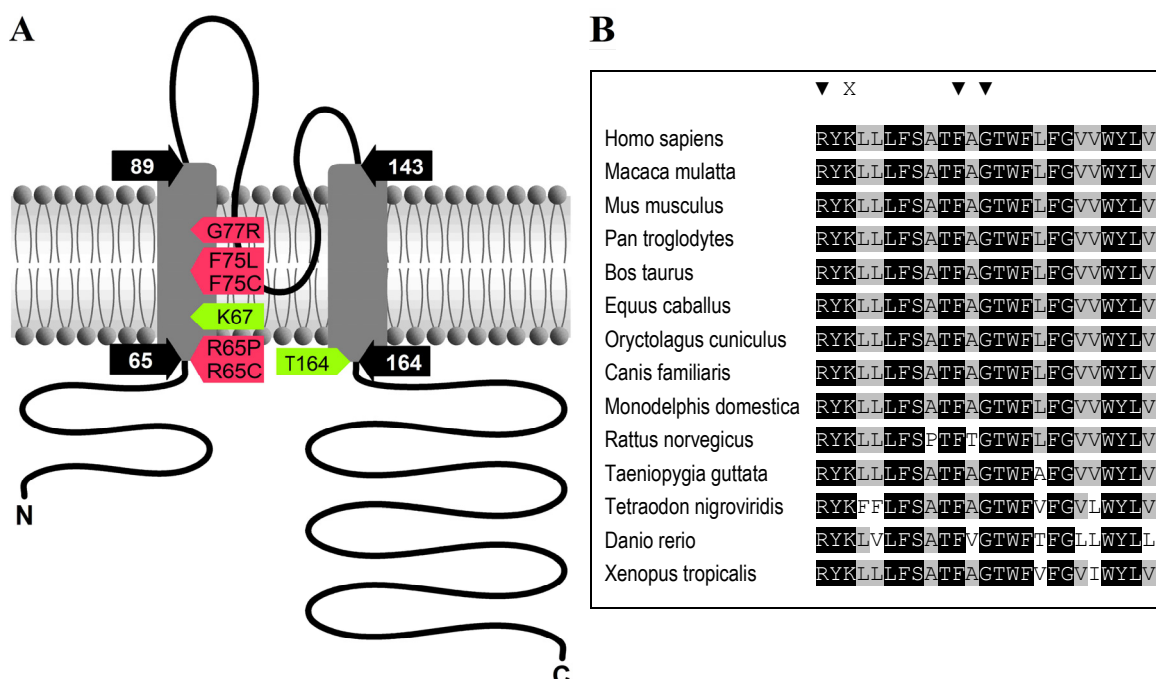 A
89
143
G77R
F75L
F75C
K67
65
R65P
R65C
T164
164
N
C
B
▼ X ▼ ▼
Homo sapiens RYKLLLFSATFAGTWFLFGVVWYLV
Macaca mulatta RYKLLLFSATFAGTWFLFGVVWYLV
Mus musculus RYKLLLFSATFAGTWFLFGVVWYLV
Pan troglodytes RYKLLLFSATFAGTWFLFGVVWYLV
Bos taurus RYKLLLFSATFAGTWFLFGVVWYLV
Equus caballus RYKLLLFSATFAGTWFLFGVVWYLV
Oryctolagus cuniculus RYKLLLFSATFAGTWFLFGVVWYLV
Canis familiaris RYKLLLFSATFAGTWFLFGVVWYLV
Monodelphis domestica RYKLLLFSATFAGTWFLFGVVWYLV
Rattus norvegicus RYKLLLFSPTFTGTWFLFGVVWYLV
Taeniopygia guttata RYKLLLFSATFAGTWFAFGVVWYLV
Tetraodon nigroviridis RYKFFLFSATFAGTWFVFGVLWYLV
Danio rerio RYKLVLFSATFVGTWFTFGLLWYLL
Xenopus tropicalis RYKLLLFSATFAGTWFVFGVIWYLV